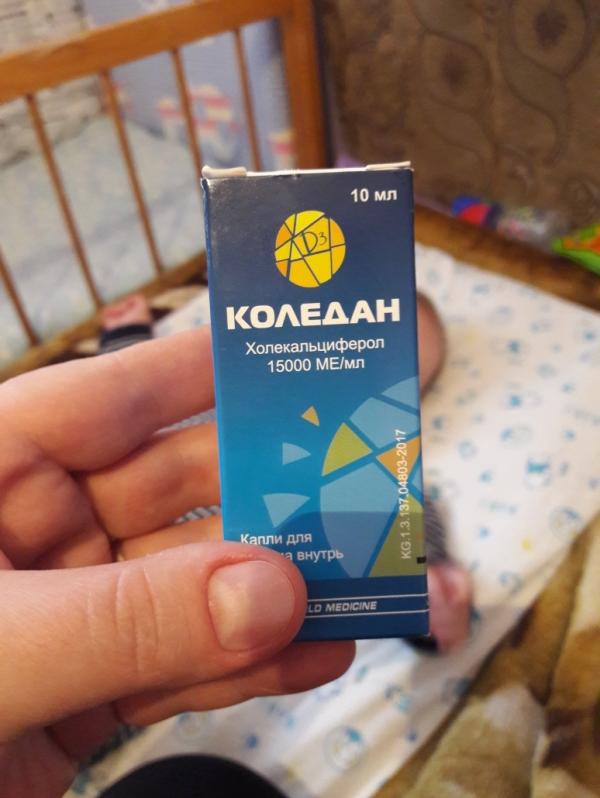 10 мл
D3
КОЛЕДАН
Холекальциферол
15000 МЕ/мл
KG.1.3.137.04803-2017
Капли для
внутрь
MEDICINE